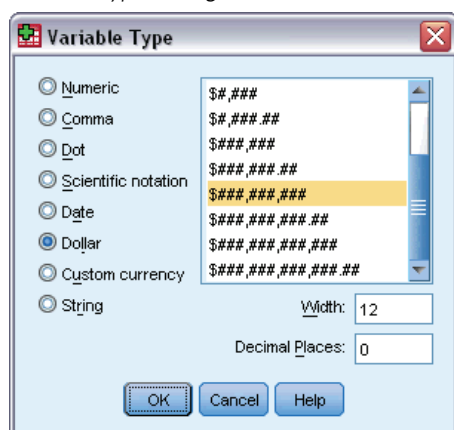 Variable Type
Numeric
Comma
Dot
Scientific notation
Date
Dollar
Custom currency
String
$#,###
$#,###.##
$###,###
$###,###.##
$###,###,###
$###,###,###.##
$###,###,###,###
$###,###,###,###.##
Width: 12
Decimal Places: 0
OK Cancel Help